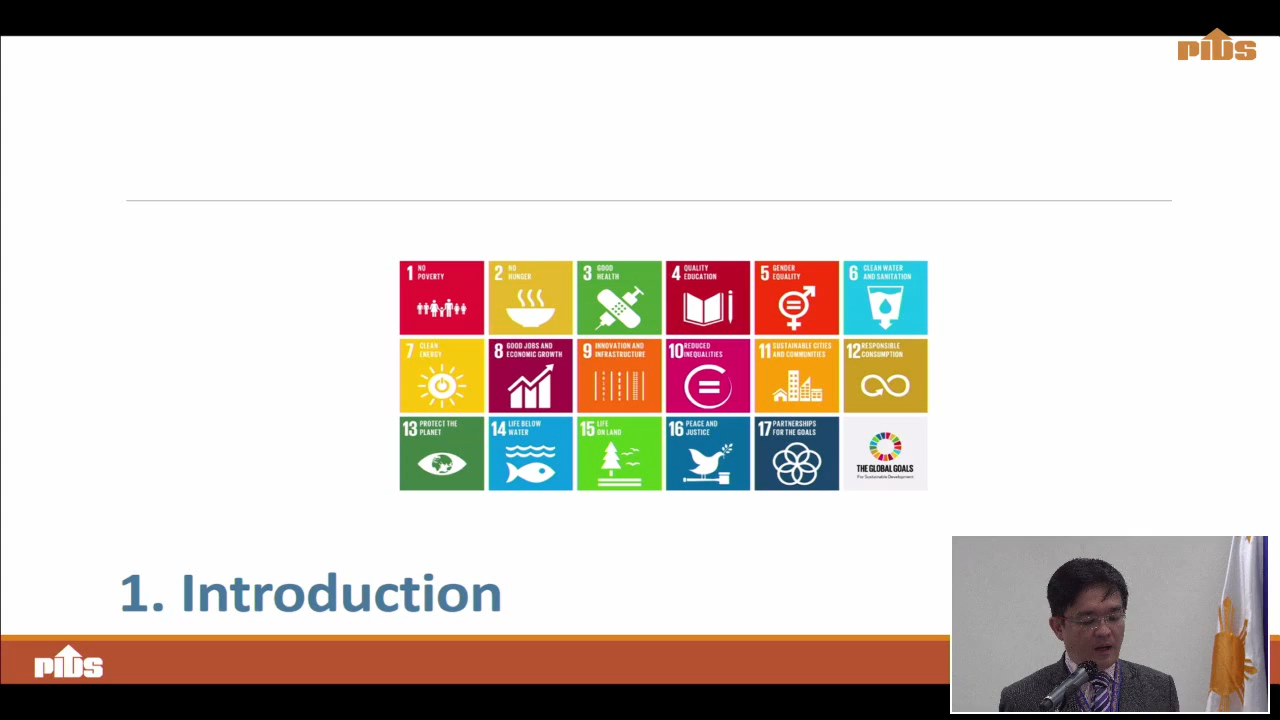 PIDS
1 NO
POVERTY
2 NO
HUNGER
3 GOOD
HEALTH
4 QUALITY
EDUCATION
5 GENDER
EQUALITY
6 CLEAN WATER
AND SANITATION
7 CLEAN
ENERGY
8 GOOD JOBS AND
ECONOMIC GROWTH
9 INNOVATION AND
INFRASTRUCTURE
10 REDUCED
INEQUALITIES
11 SUSTAINABLE CITIES
AND COMMUNITIES
12 RESPONSIBLE
CONSUMPTION
13 PROTECT THE
PLANET
14 LIFE BELOW
WATER
15 LIFE
ON LAND
16 PEACE AND
JUSTICE
17 PARTNERSHIPS
FOR THE GOALS
THE GLOBAL GOALS
For Sustainable Development
1. Introduction
PIDS